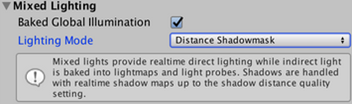 Mixed Lighting
Baked Global Illumination
Lighting Mode
Distance Shadowmask
Mixed lights provide realtime direct lighting while indirect light
is baked into lightmaps and light probes. Shadows are handled
with realtime shadow maps up to the shadow distance
quality setting.